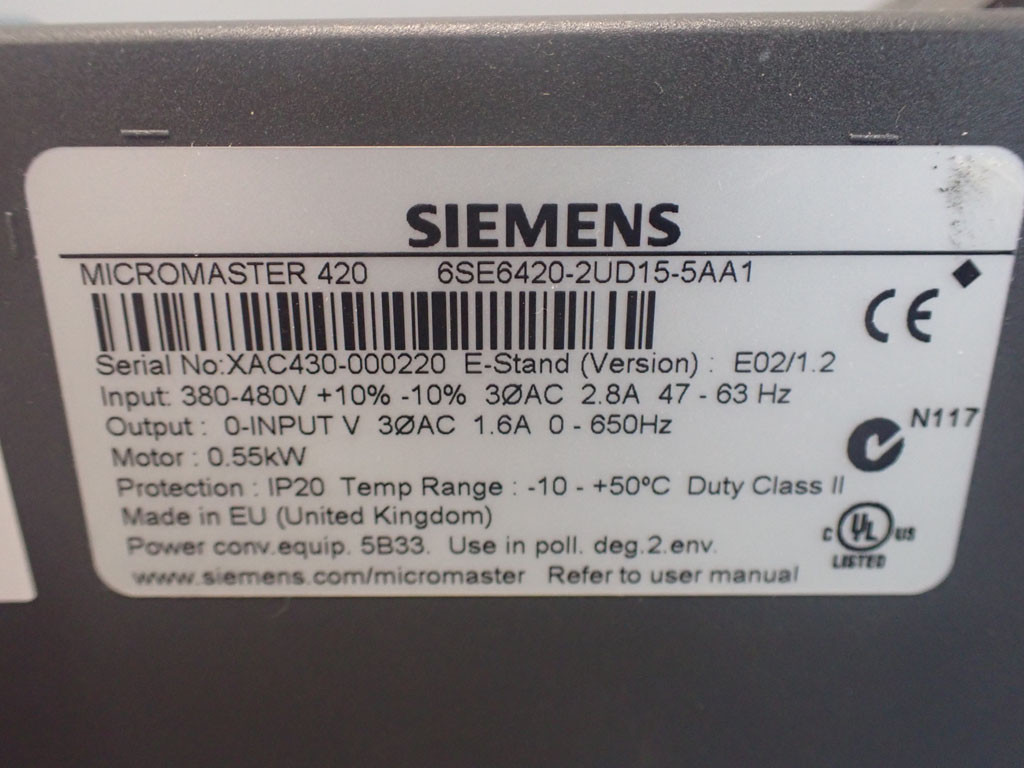 SIEMENS
MICROMASTER 420 6SE6420-2UD15-5AA1
CE
Serial No:XAC430-000220 E-Stand (Version) : E02/1.2
Input: 380-480V +10% -10% 3ØAC 2.8A 47 - 63 Hz
Output : 0-INPUT V 3ØAC 1.6A 0 - 650Hz
N117
Motor : 0.55kW
Protection : IP20 Temp Range : -10 - +50°C Duty Class II
Made in EU (United Kingdom)
C UL US
Power conv.equip. 5B33. Use in poll. deg.2.env.
LISTED
www.siemens.com/micromaster Refer to user manual